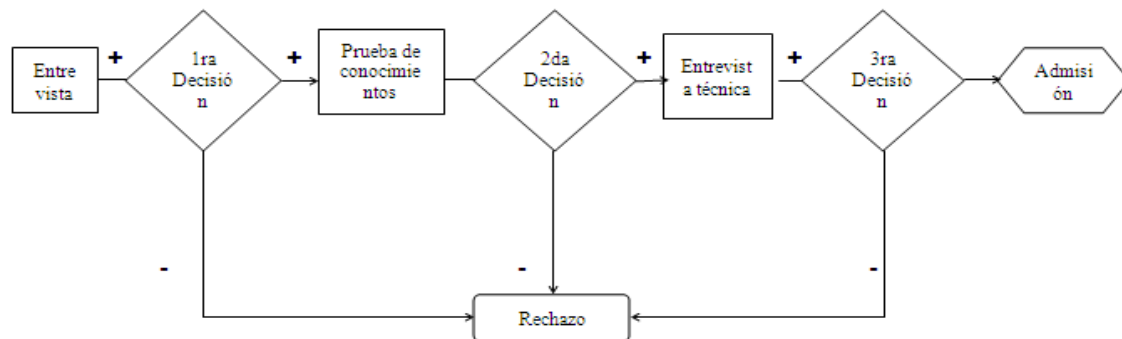 Entre
vista
+
1ra
Decisió
n
+
Prueba de
conocimie
ntos
2da
Decisió
n
+
Entrevist
a técnica
+
3ra
Decisió
n
Admisi
ón
-
-
-
Rechazo